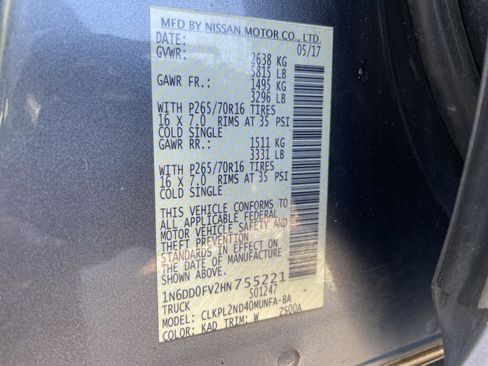 MFD BY NISSAN MOTOR CO., LTD.
DATE: 05/17
GVWR: 2638 KG
5815 LB
GAWR FR.: 1495 KG
3296 LB
WITH P265/70R16 TIRES
16 X 7.0 RIMS AT 35 PSI
COLD SINGLE
GAWR RR.: 1511 KG
3331 LB
WITH P265/70R16 TIRES
16 X 7.0 RIMS AT 35 PSI
COLD SINGLE
THIS VEHICLE CONFORMS TO
ALL APPLICABLE FEDERAL
MOTOR VEHICLE SAFETY AND
THEFT PREVENTION
STANDARDS IN EFFECT ON
THE DATE OF MANUFACTURE
SHOWN ABOVE.
1N6DD0FV2HN755221
TRUCK S01247
MODEL: CLKPL2ND40MUNFA-BA
COLOR: KAD TRIM: W ZS00A